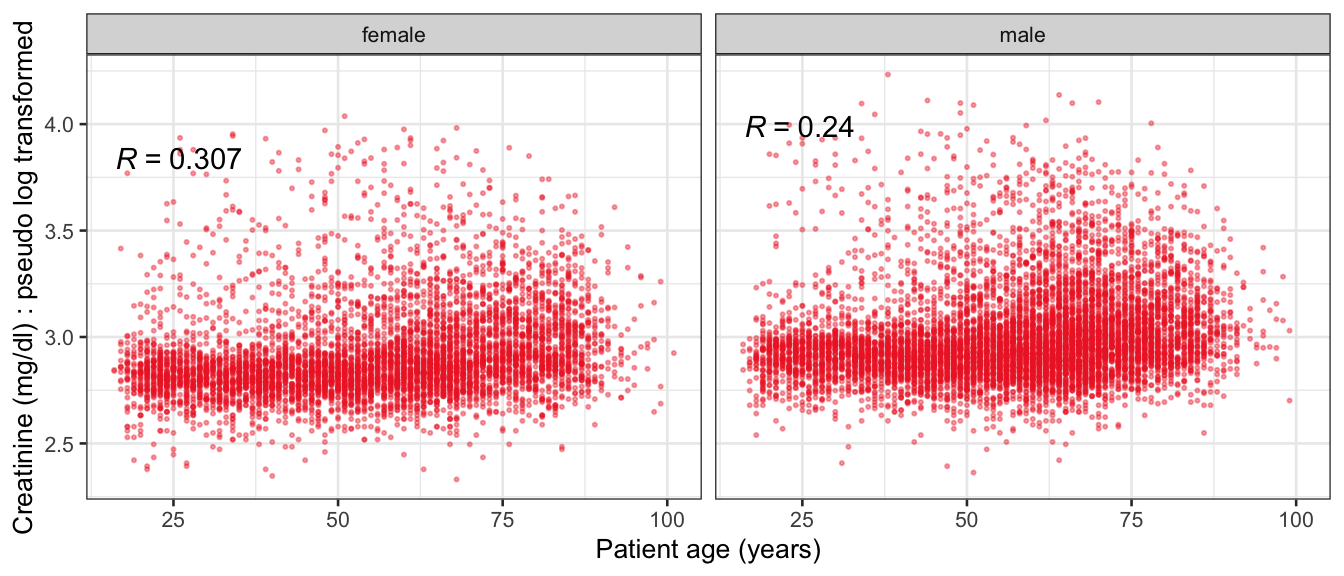 female
male
Creatinine (mg/dl) : pseudo log transformed
4.0
3.5
3.0
2.5
R = 0.307
R = 0.24
25 50 75 100
25 50 75 100
Patient age (years)